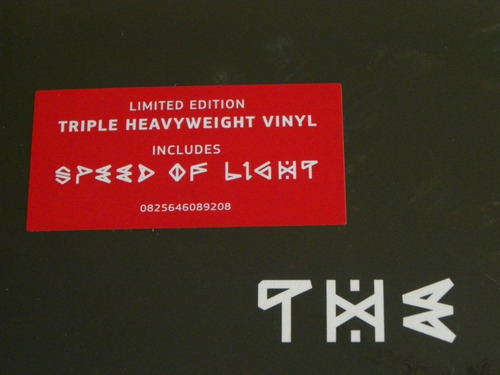 LIMITED EDITION
TRIPLE HEAVYWEIGHT VINYL
INCLUDES
SPEED OF LIGHT
0825646089208
THE